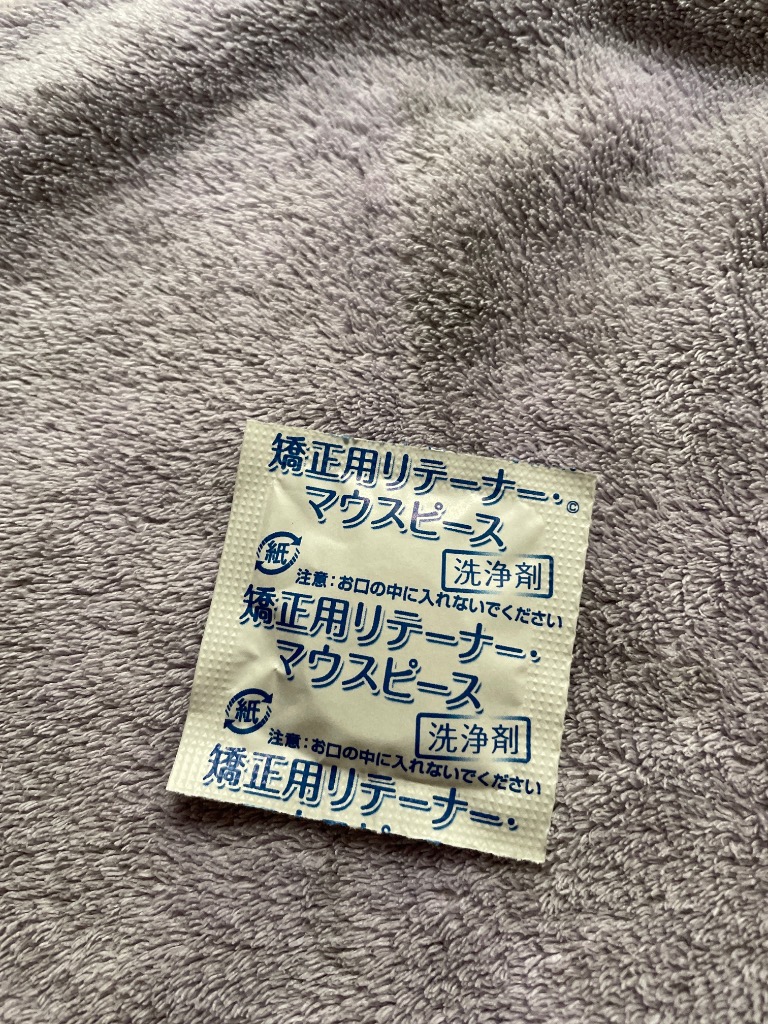 矯正用リテーナー・©
マウスピース
紙
洗浄剤
注意:お口の中に入れないでください
矯正用リテーナー・
マウスピース
紙
洗浄剤
注意:お口の中に入れないでください
矯正用リテーナー・